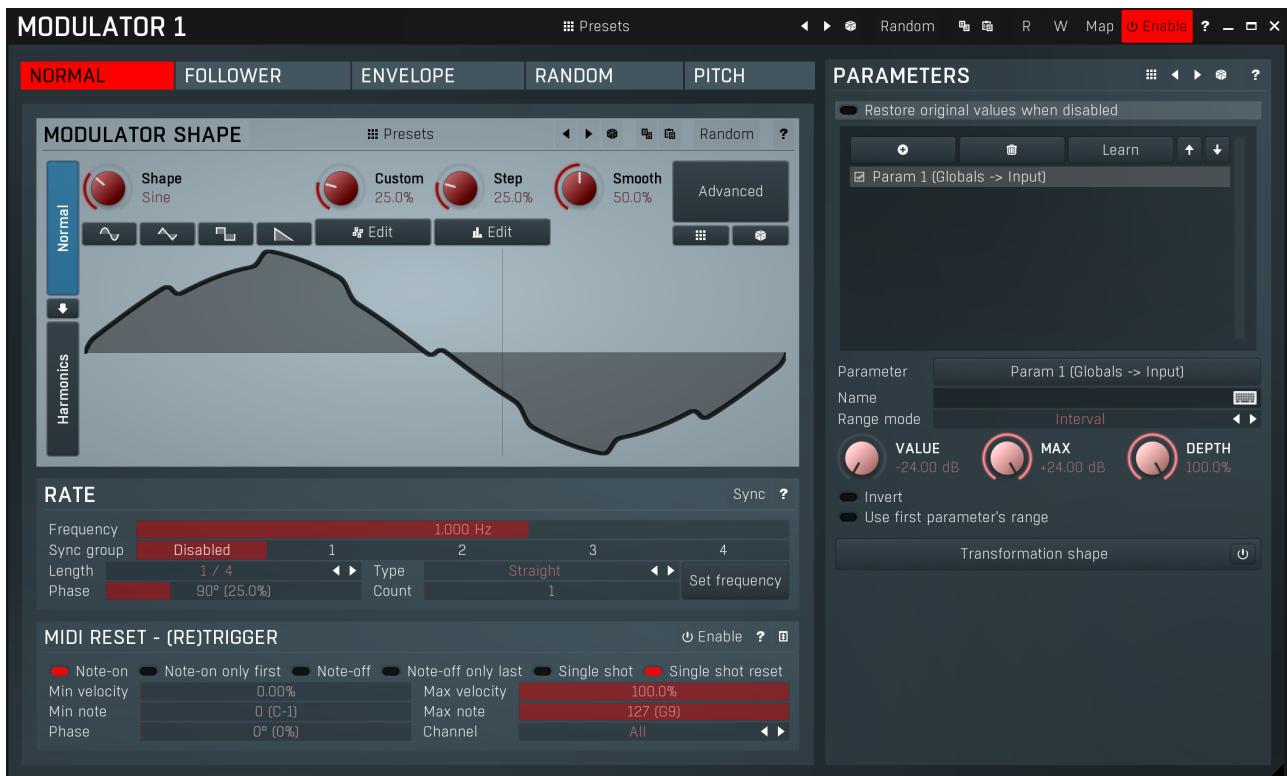 MODULATOR 1 Presets Random R W Map Enable ?
NORMAL FOLLOWER ENVELOPE RANDOM PITCH
MODULATOR SHAPE Presets Random ?
Normal
Harmonics
Shape Sine
Custom 25.0%
Step 25.0%
Smooth 50.0%
Advanced
Edit Edit
RATE Sync ?
Frequency 1.000 Hz
Sync group Disabled 1 2 3 4
Length 1 / 4 Type Straight Set frequency
Phase 90° (25.0%) Count 1
MIDI RESET - (RE)TRIGGER Enable ?
Note-on Note-on only first Note-off Note-off only last Single shot Single shot reset
Min velocity 0.00% Max velocity 100.0%
Min note 0 (C-1) Max note 127 (G9)
Phase 0° (0%) Channel All
PARAMETERS ?
Restore original values when disabled
Learn
Param 1 (Globals -> Input)
Parameter Param 1 (Globals -> Input)
Name
Range mode Interval
VALUE -24.00 dB
MAX +24.00 dB
DEPTH 100.0%
Invert
Use first parameter's range
Transformation shape